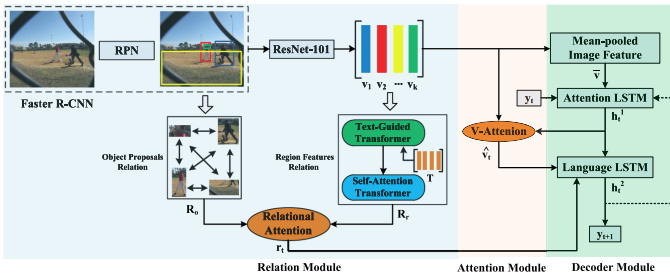 RPN
Faster R-CNN
ResNet-101
v1 v2 ··· vk
Mean-pooled
Image Feature
v̅
yt
Attention LSTM
ht1
V-Attenion
v̂t
Language LSTM
ht2
yt+1
Object Proposals
Relation
Region Features
Relation
Text-Guided
Transformer
T
Self-Attention
Transformer
Ro
Rr
Relational
Attention
rt
Relation Module
Attention Module
Decoder Module